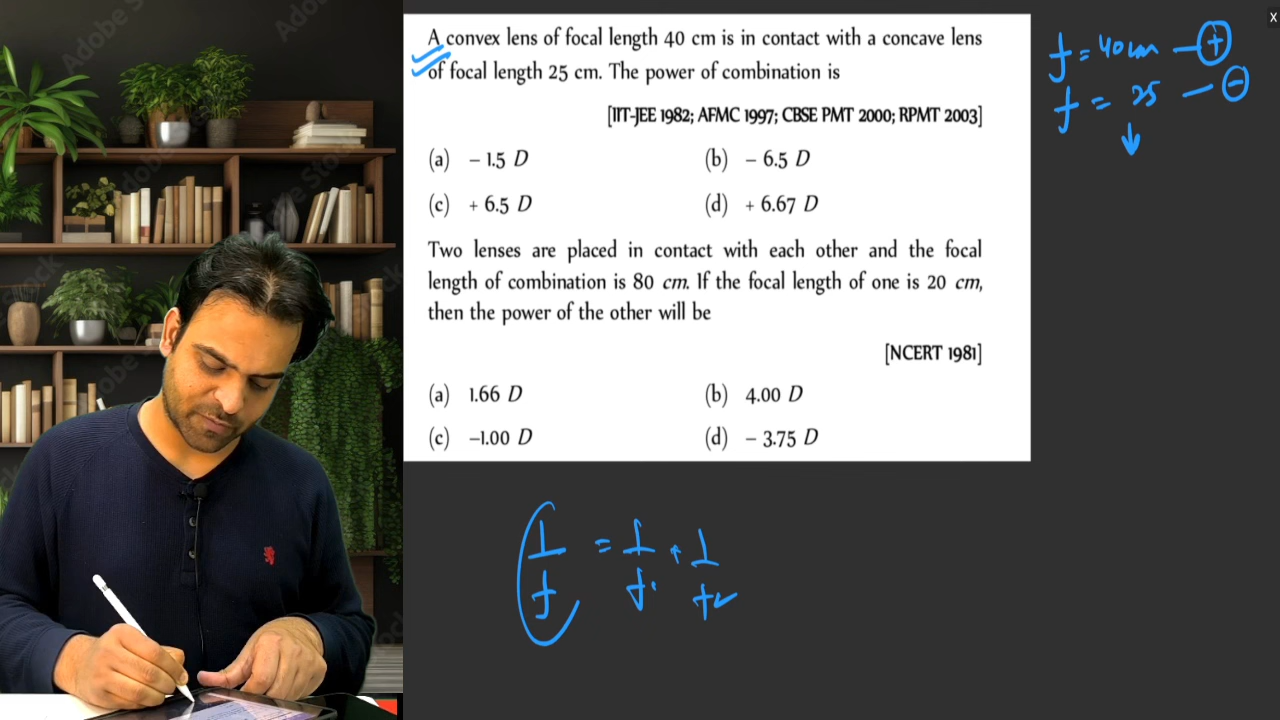 A convex lens of focal length 40 cm is in contact with a concave lens
of focal length 25 cm. The power of combination is
[IIT-JEE 1982; AFMC 1997; CBSE PMT 2000; RPMT 2003]
(a) – 1.5 D (b) – 6.5 D
(c) + 6.5 D (d) + 6.67 D
Two lenses are placed in contact with each other and the focal
length of combination is 80 cm. If the focal length of one is 20 cm,
then the power of the other will be
[NCERT 1981]
(a) 1.66 D (b) 4.00 D
(c) –1.00 D (d) – 3.75 D
f = 40cm – +
f = 25 – –
1/f = 1/f1 + 1/f2
X
Adobe Stock